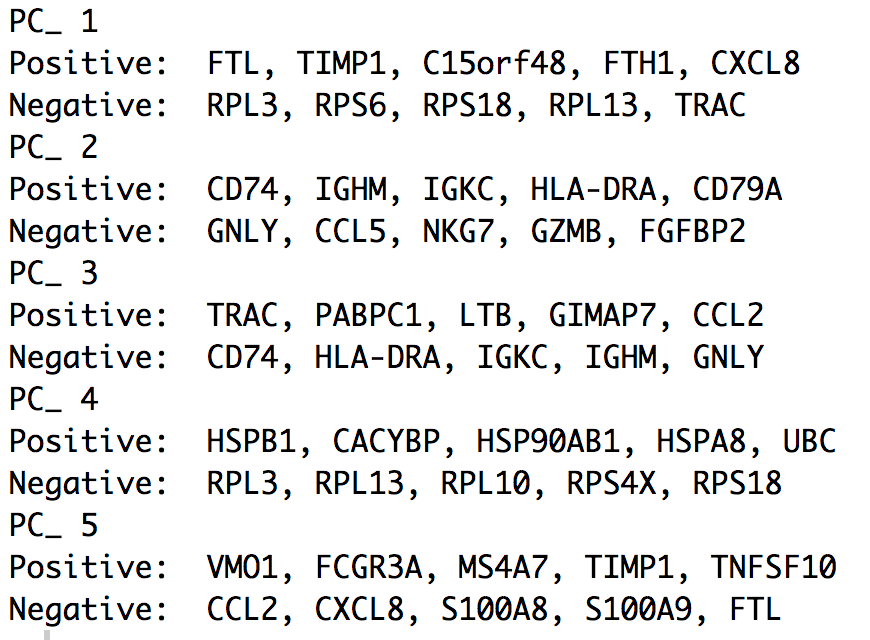 PC_ 1
Positive:  FTL, TIMP1, C15orf48, FTH1, CXCL8
Negative:  RPL3, RPS6, RPS18, RPL13, TRAC
PC_ 2
Positive:  CD74, IGHM, IGKC, HLA-DRA, CD79A
Negative:  GNLY, CCL5, NKG7, GZMB, FGFBP2
PC_ 3
Positive:  TRAC, PABPC1, LTB, GIMAP7, CCL2
Negative:  CD74, HLA-DRA, IGKC, IGHM, GNLY
PC_ 4
Positive:  HSPB1, CACYBP, HSP90AB1, HSPA8, UBC
Negative:  RPL3, RPL13, RPL10, RPS4X, RPS18
PC_ 5
Positive:  VMO1, FCGR3A, MS4A7, TIMP1, TNFSF10
Negative:  CCL2, CXCL8, S100A8, S100A9, FTL